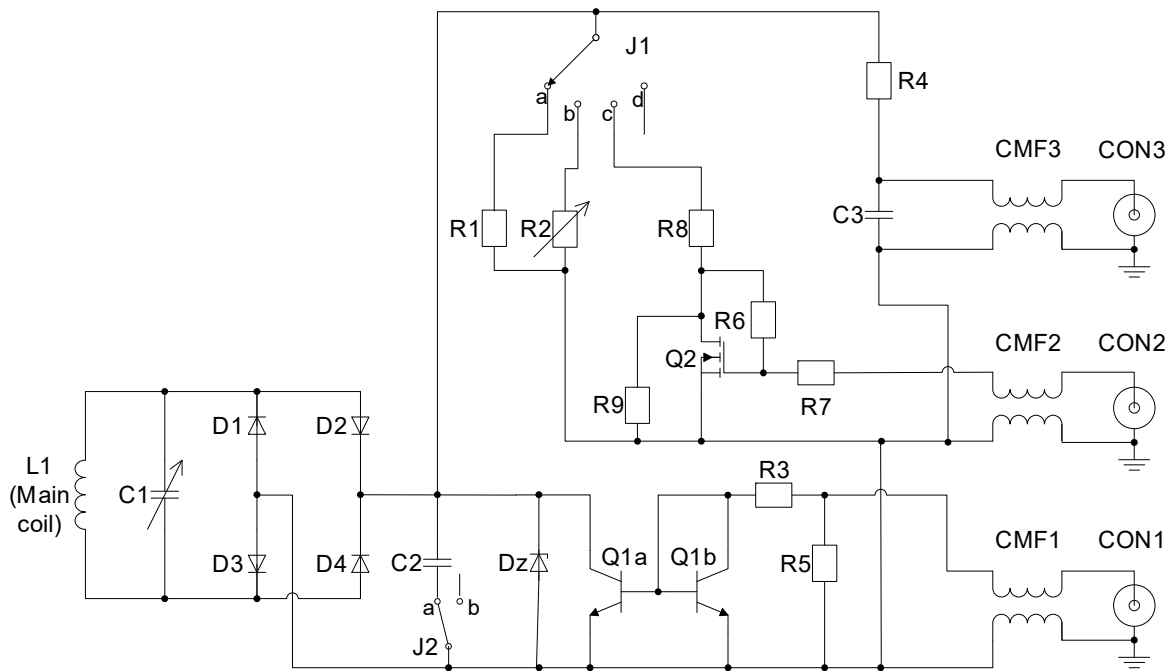 J1
a
b
c
d
R4
CMF3
CON3
R1
R2
R8
C3
R6
Q2
CMF2
CON2
R9
R7
D1
D2
L1
(Main
coil)
C1
R3
D3
D4
C2
Dz
Q1a
Q1b
R5
CMF1
CON1
a
b
J2